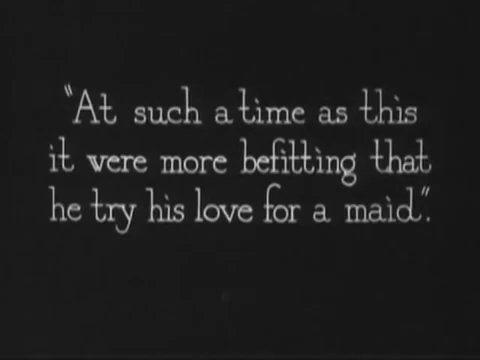 "At such a time as this
it were more befitting that
he try his love for a maid".